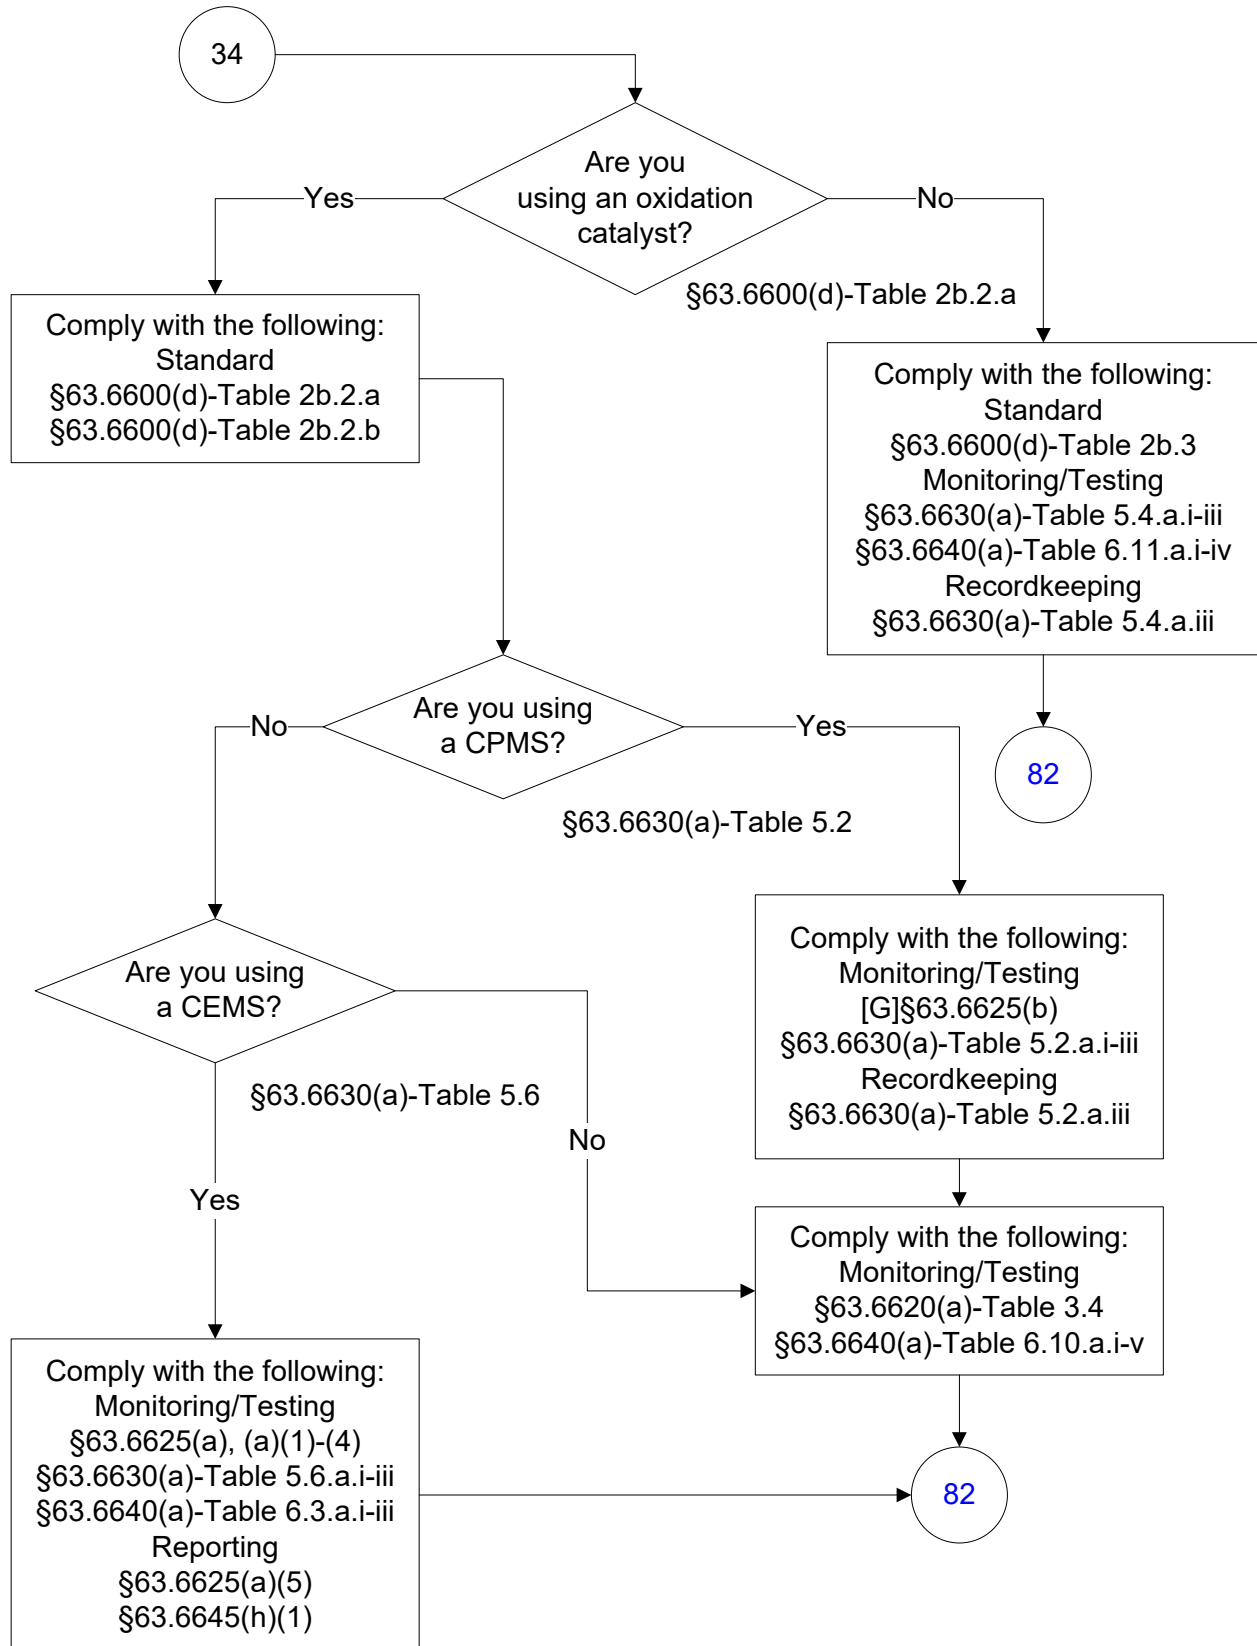 34
Are you
using an oxidation
catalyst?
Yes
No
§63.6600(d)-Table 2b.2.a
Comply with the following:
Standard
§63.6600(d)-Table 2b.2.a
§63.6600(d)-Table 2b.2.b
Comply with the following:
Standard
§63.6600(d)-Table 2b.3
Monitoring/Testing
§63.6630(a)-Table 5.4.a.i-iii
§63.6640(a)-Table 6.11.a.i-iv
Recordkeeping
§63.6630(a)-Table 5.4.a.iii
82
Are you using
a CPMS?
No
Yes
§63.6630(a)-Table 5.2
Comply with the following:
Monitoring/Testing
[G]§63.6625(b)
§63.6630(a)-Table 5.2.a.i-iii
Recordkeeping
§63.6630(a)-Table 5.2.a.iii
Are you using
a CEMS?
§63.6630(a)-Table 5.6
No
Yes
Comply with the following:
Monitoring/Testing
§63.6620(a)-Table 3.4
§63.6640(a)-Table 6.10.a.i-v
Comply with the following:
Monitoring/Testing
§63.6625(a), (a)(1)-(4)
§63.6630(a)-Table 5.6.a.i-iii
§63.6640(a)-Table 6.3.a.i-iii
Reporting
§63.6625(a)(5)
§63.6645(h)(1)
82